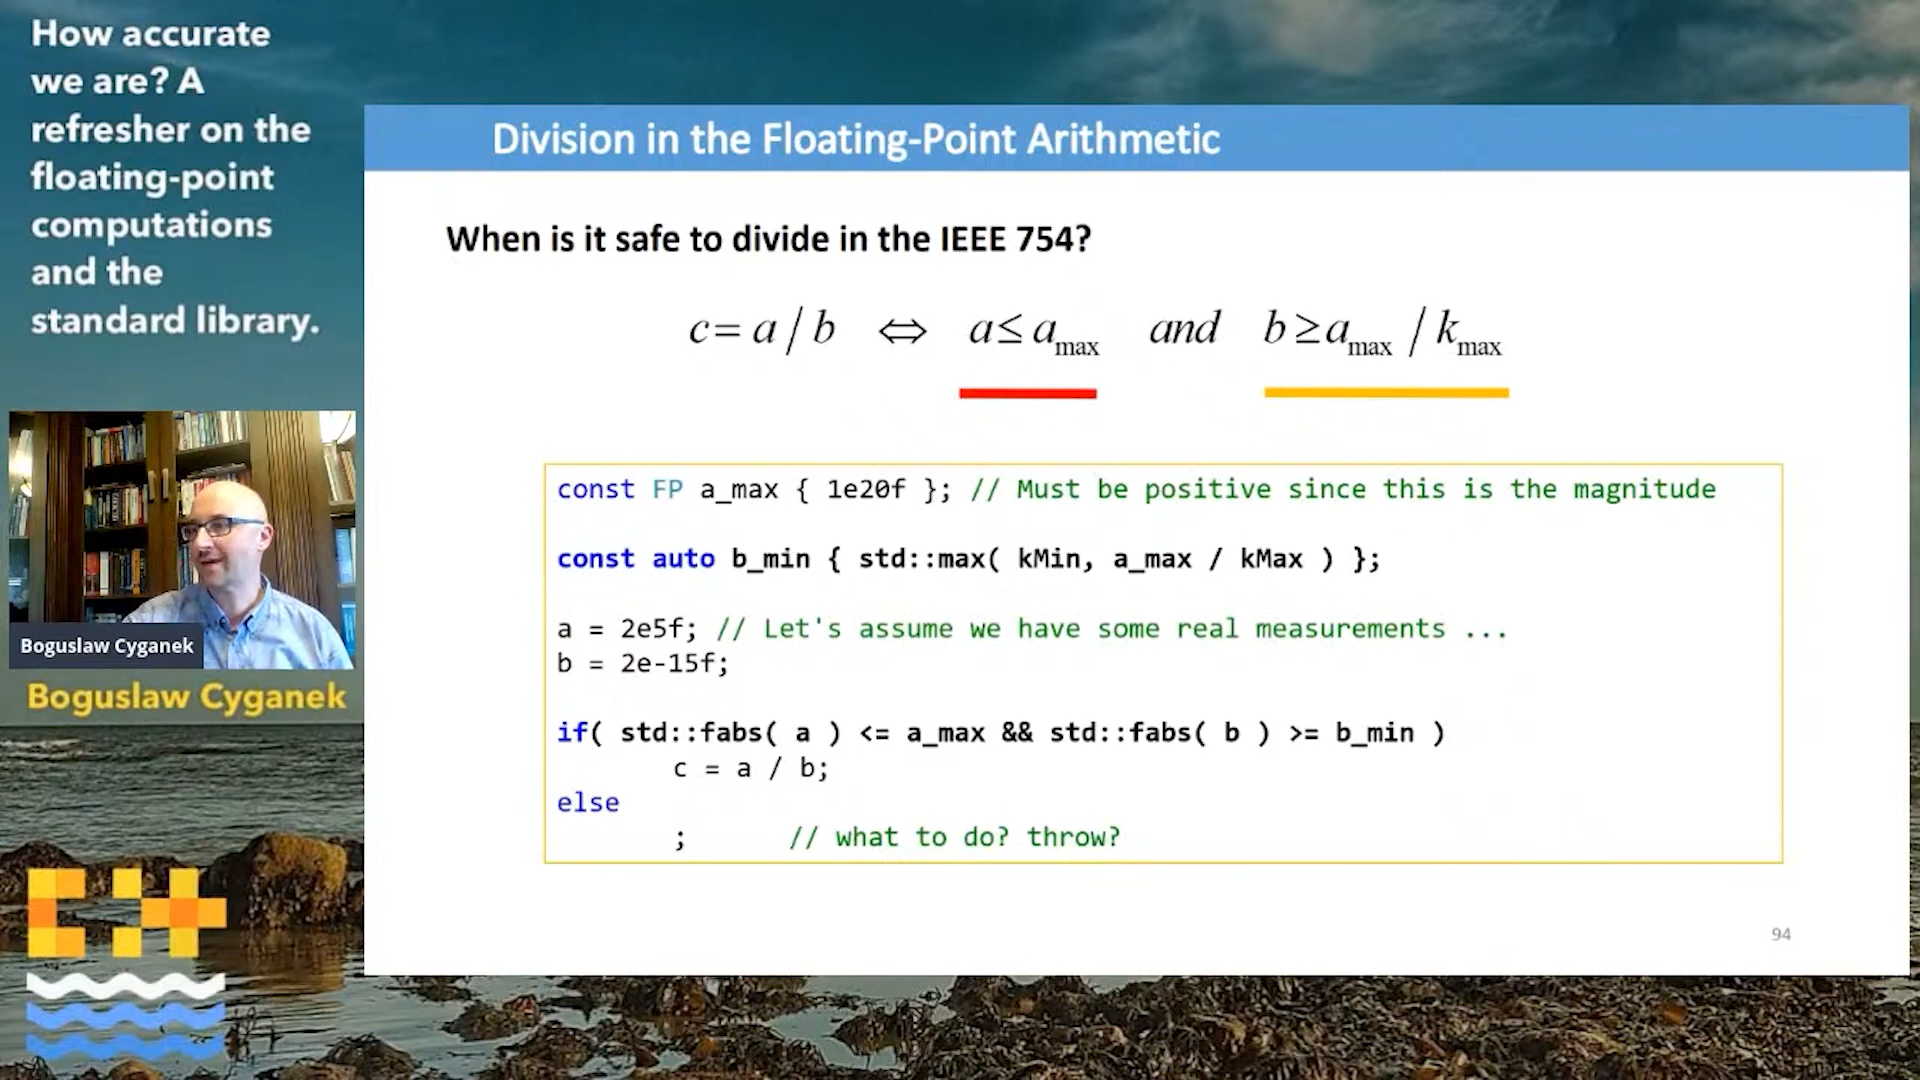 How accurate
we are? A
refresher on the
floating-point
computations
and the
standard library.
Boguslaw Cyganek
Boguslaw Cyganek
Division in the Floating-Point Arithmetic
When is it safe to divide in the IEEE 754?
c = a / b ⇔ a ≤ a_max and b ≥ a_max / k_max
const FP a_max { 1e20f }; // Must be positive since this is the magnitude
const auto b_min { std::max( kMin, a_max / kMax ) };
a = 2e5f; // Let's assume we have some real measurements ...
b = 2e-15f;
if( std::fabs( a ) <= a_max && std::fabs( b ) >= b_min )
c = a / b;
else
; // what to do? throw?
94